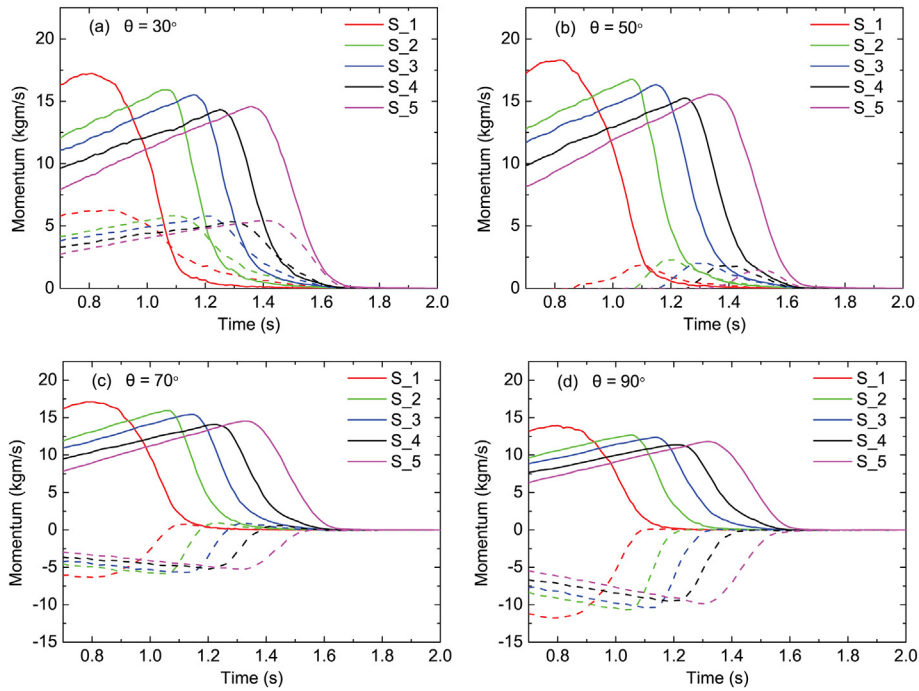 (a) θ = 30°
S_1
S_2
S_3
S_4
S_5
20
15
10
5
0
Momentum (kgm/s)
0.8 1.0 1.2 1.4 1.6 1.8 2.0
Time (s)
(b) θ = 50°
S_1
S_2
S_3
S_4
S_5
20
15
10
5
0
Momentum (kgm/s)
0.8 1.0 1.2 1.4 1.6 1.8 2.0
Time (s)
(c) θ = 70°
S_1
S_2
S_3
S_4
S_5
20
15
10
5
0
-5
-10
-15
Momentum (kgm/s)
0.8 1.0 1.2 1.4 1.6 1.8 2.0
Time (s)
(d) θ = 90°
S_1
S_2
S_3
S_4
S_5
20
15
10
5
0
-5
-10
-15
Momentum (kgm/s)
0.8 1.0 1.2 1.4 1.6 1.8 2.0
Time (s)